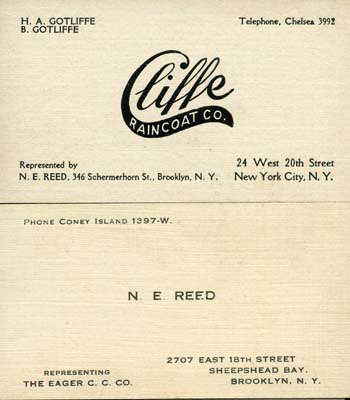 H. A. GOTLIFFE
B. GOTLIFFE
Telephone, Chelsea 3992
Cliffe
RAINCOAT CO.
Represented by
N. E. REED, 346 Schermerhorn St., Brooklyn, N. Y.
24 West 20th Street
New York City, N. Y.
PHONE CONEY ISLAND 1397-W.
N. E. REED
REPRESENTING
THE EAGER C. C. CO.
2707 EAST 18TH STREET
SHEEPSHEAD BAY,
BROOKLYN, N. Y.